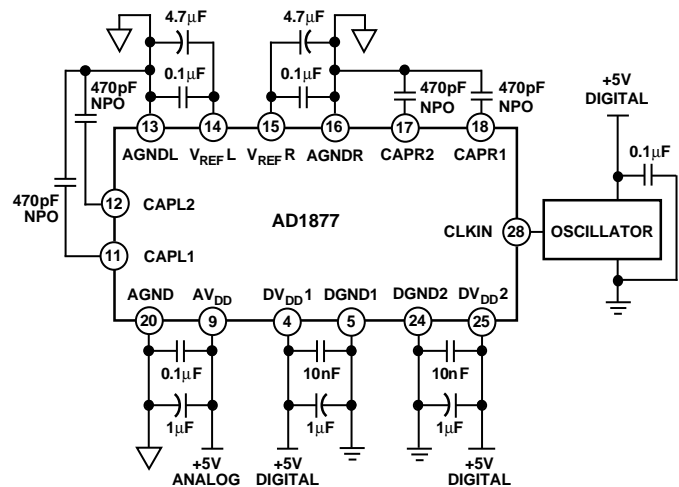 4.7μF
4.7μF
+5V
DIGITAL
470pF
NPO
0.1μF
0.1μF
470pF
NPO
470pF
NPO
0.1μF
13
14
15
16
17
18
AGNDL
VREFL
VREFR
AGNDR
CAPR2
CAPR1
470pF
NPO
12
CAPL2
AD1877
CLKIN
28
OSCILLATOR
11
CAPL1
AGND
AVDD
DVDD1
DGND1
DGND2
DVDD2
20
9
4
5
24
25
0.1μF
10nF
10nF
1μF
1μF
1μF
+5V
ANALOG
+5V
DIGITAL
+5V
DIGITAL